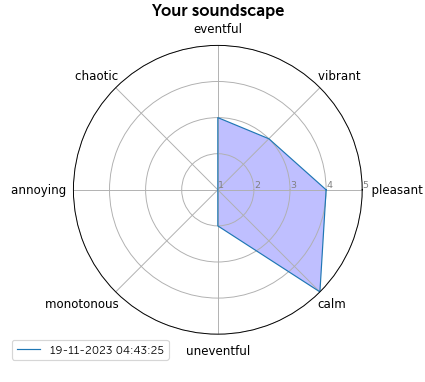 Your soundscape
eventful
chaotic
vibrant
annoying
1 2 3 4 5
pleasant
monotonous
calm
uneventful
19-11-2023 04:43:25